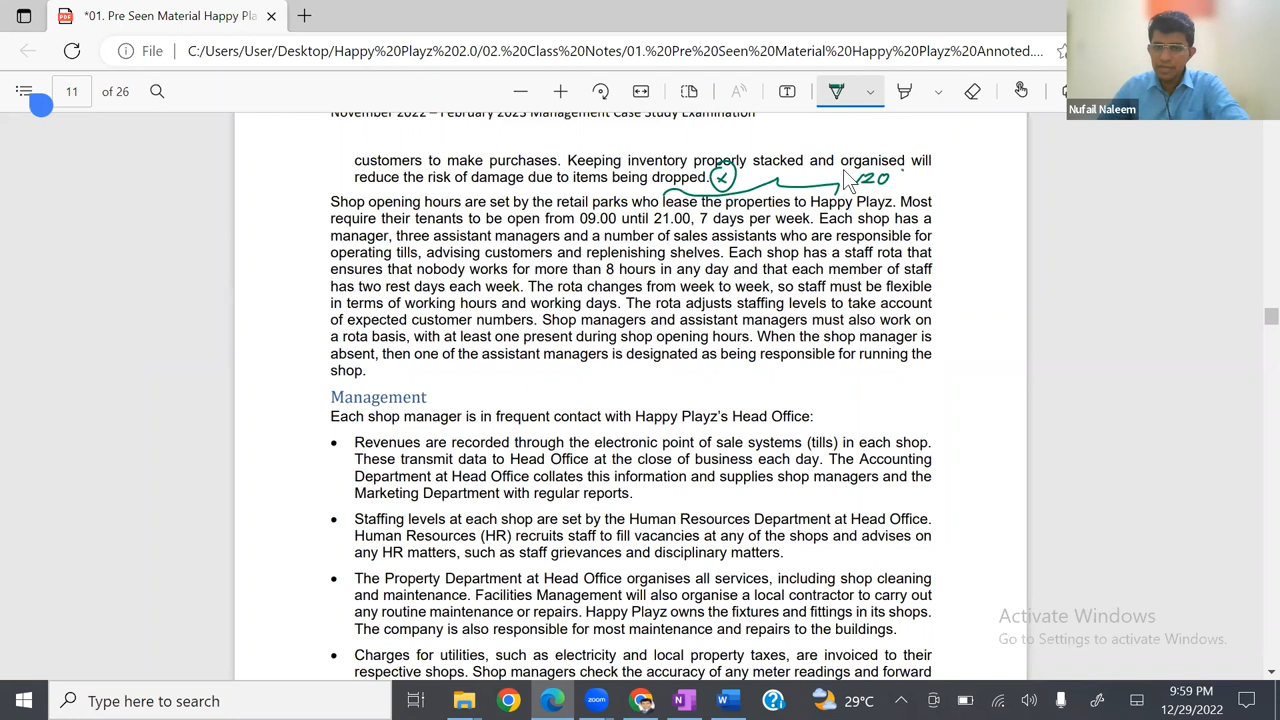 *01. Pre Seen Material Happy Pla
File
C:/Users/User/Desktop/Happy%20Playz%202.0/02.%20Class%20Notes/01.%20Pre%20Seen%20Material%20Happy%20Playz%20Annoted....
11 of 26
Nufail Naleem
November 2022 – February 2023 Management Case Study Examination
customers to make purchases. Keeping inventory properly stacked and organised will
reduce the risk of damage due to items being dropped.
x
120
Shop opening hours are set by the retail parks who lease the properties to Happy Playz. Most
require their tenants to be open from 09.00 until 21.00, 7 days per week. Each shop has a
manager, three assistant managers and a number of sales assistants who are responsible for
operating tills, advising customers and replenishing shelves. Each shop has a staff rota that
ensures that nobody works for more than 8 hours in any day and that each member of staff
has two rest days each week. The rota changes from week to week, so staff must be flexible
in terms of working hours and working days. The rota adjusts staffing levels to take account
of expected customer numbers. Shop managers and assistant managers must also work on
a rota basis, with at least one present during shop opening hours. When the shop manager is
absent, then one of the assistant managers is designated as being responsible for running the
shop.
Management
Each shop manager is in frequent contact with Happy Playz's Head Office:
• Revenues are recorded through the electronic point of sale systems (tills) in each shop.
These transmit data to Head Office at the close of business each day. The Accounting
Department at Head Office collates this information and supplies shop managers and the
Marketing Department with regular reports.
• Staffing levels at each shop are set by the Human Resources Department at Head Office.
Human Resources (HR) recruits staff to fill vacancies at any of the shops and advises on
any HR matters, such as staff grievances and disciplinary matters.
• The Property Department at Head Office organises all services, including shop cleaning
and maintenance. Facilities Management will also organise a local contractor to carry out
any routine maintenance or repairs. Happy Playz owns the fixtures and fittings in its shops.
The company is also responsible for most maintenance and repairs to the buildings.
• Charges for utilities, such as electricity and local property taxes, are invoiced to their
respective shops. Shop managers check the accuracy of any meter readings and forward
Activate Windows
Go to Settings to activate Windows.
Type here to search
29°C
9:59 PM
12/29/2022